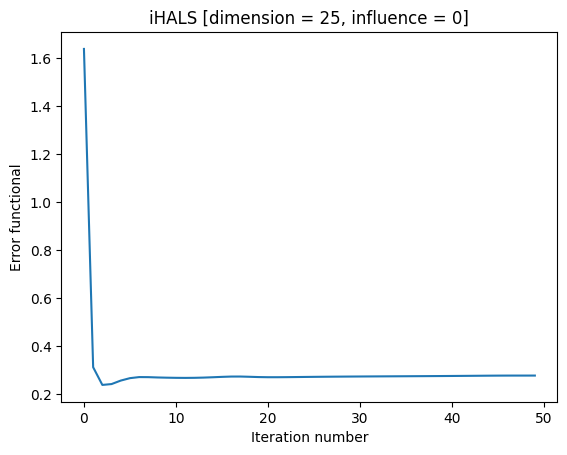 iHALS [dimension = 25, influence = 0]
1.6
1.4
1.2
1.0
0.8
0.6
0.4
0.2
Error functional
0 10 20 30 40 50
Iteration number